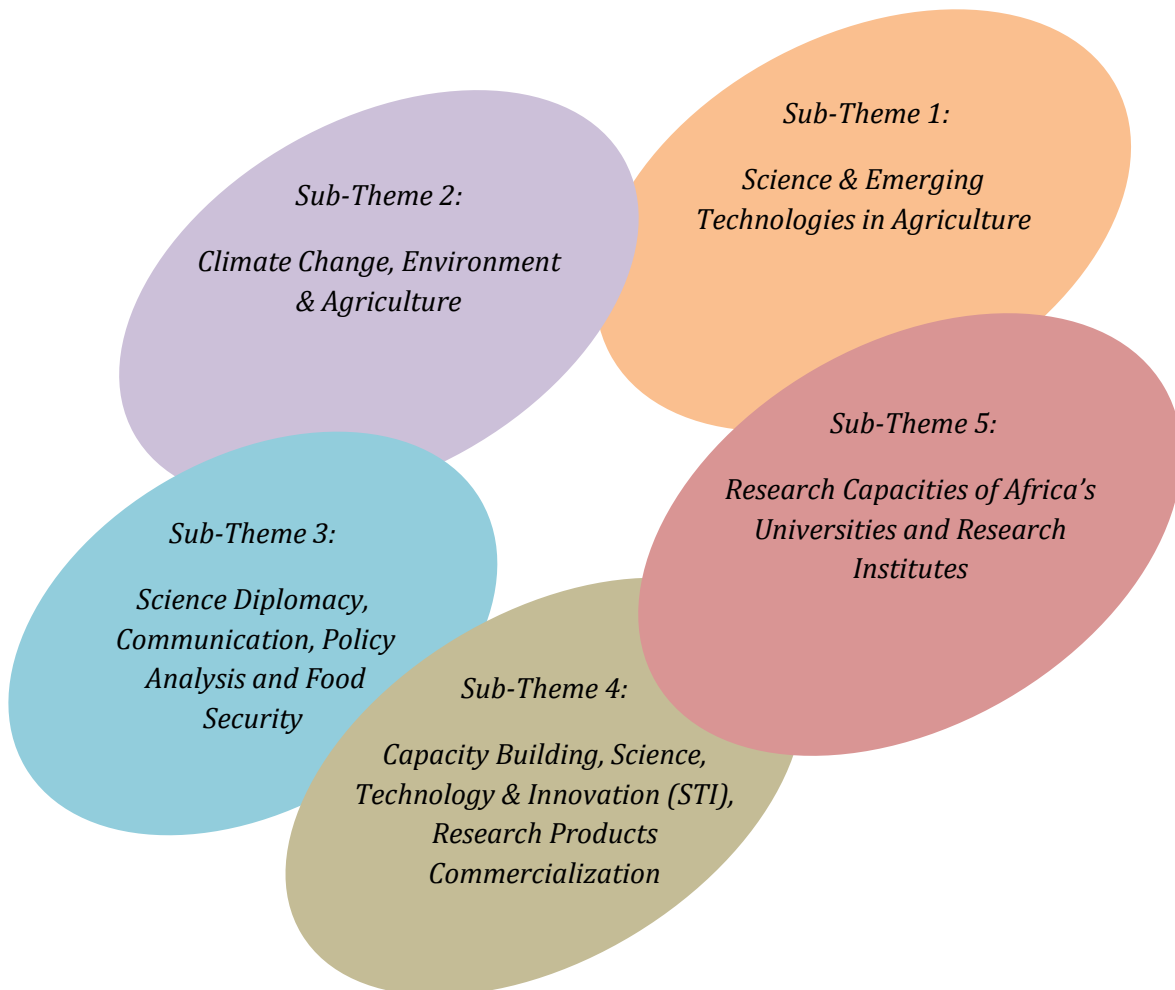 Sub-Theme 1:
Science & Emerging
Technologies in Agriculture
Sub-Theme 2:
Climate Change, Environment
& Agriculture
Sub-Theme 3:
Science Diplomacy,
Communication, Policy
Analysis and Food
Security
Sub-Theme 4:
Capacity Building, Science,
Technology & Innovation (STI),
Research Products
Commercialization
Sub-Theme 5:
Research Capacities of Africa’s
Universities and Research
Institutes